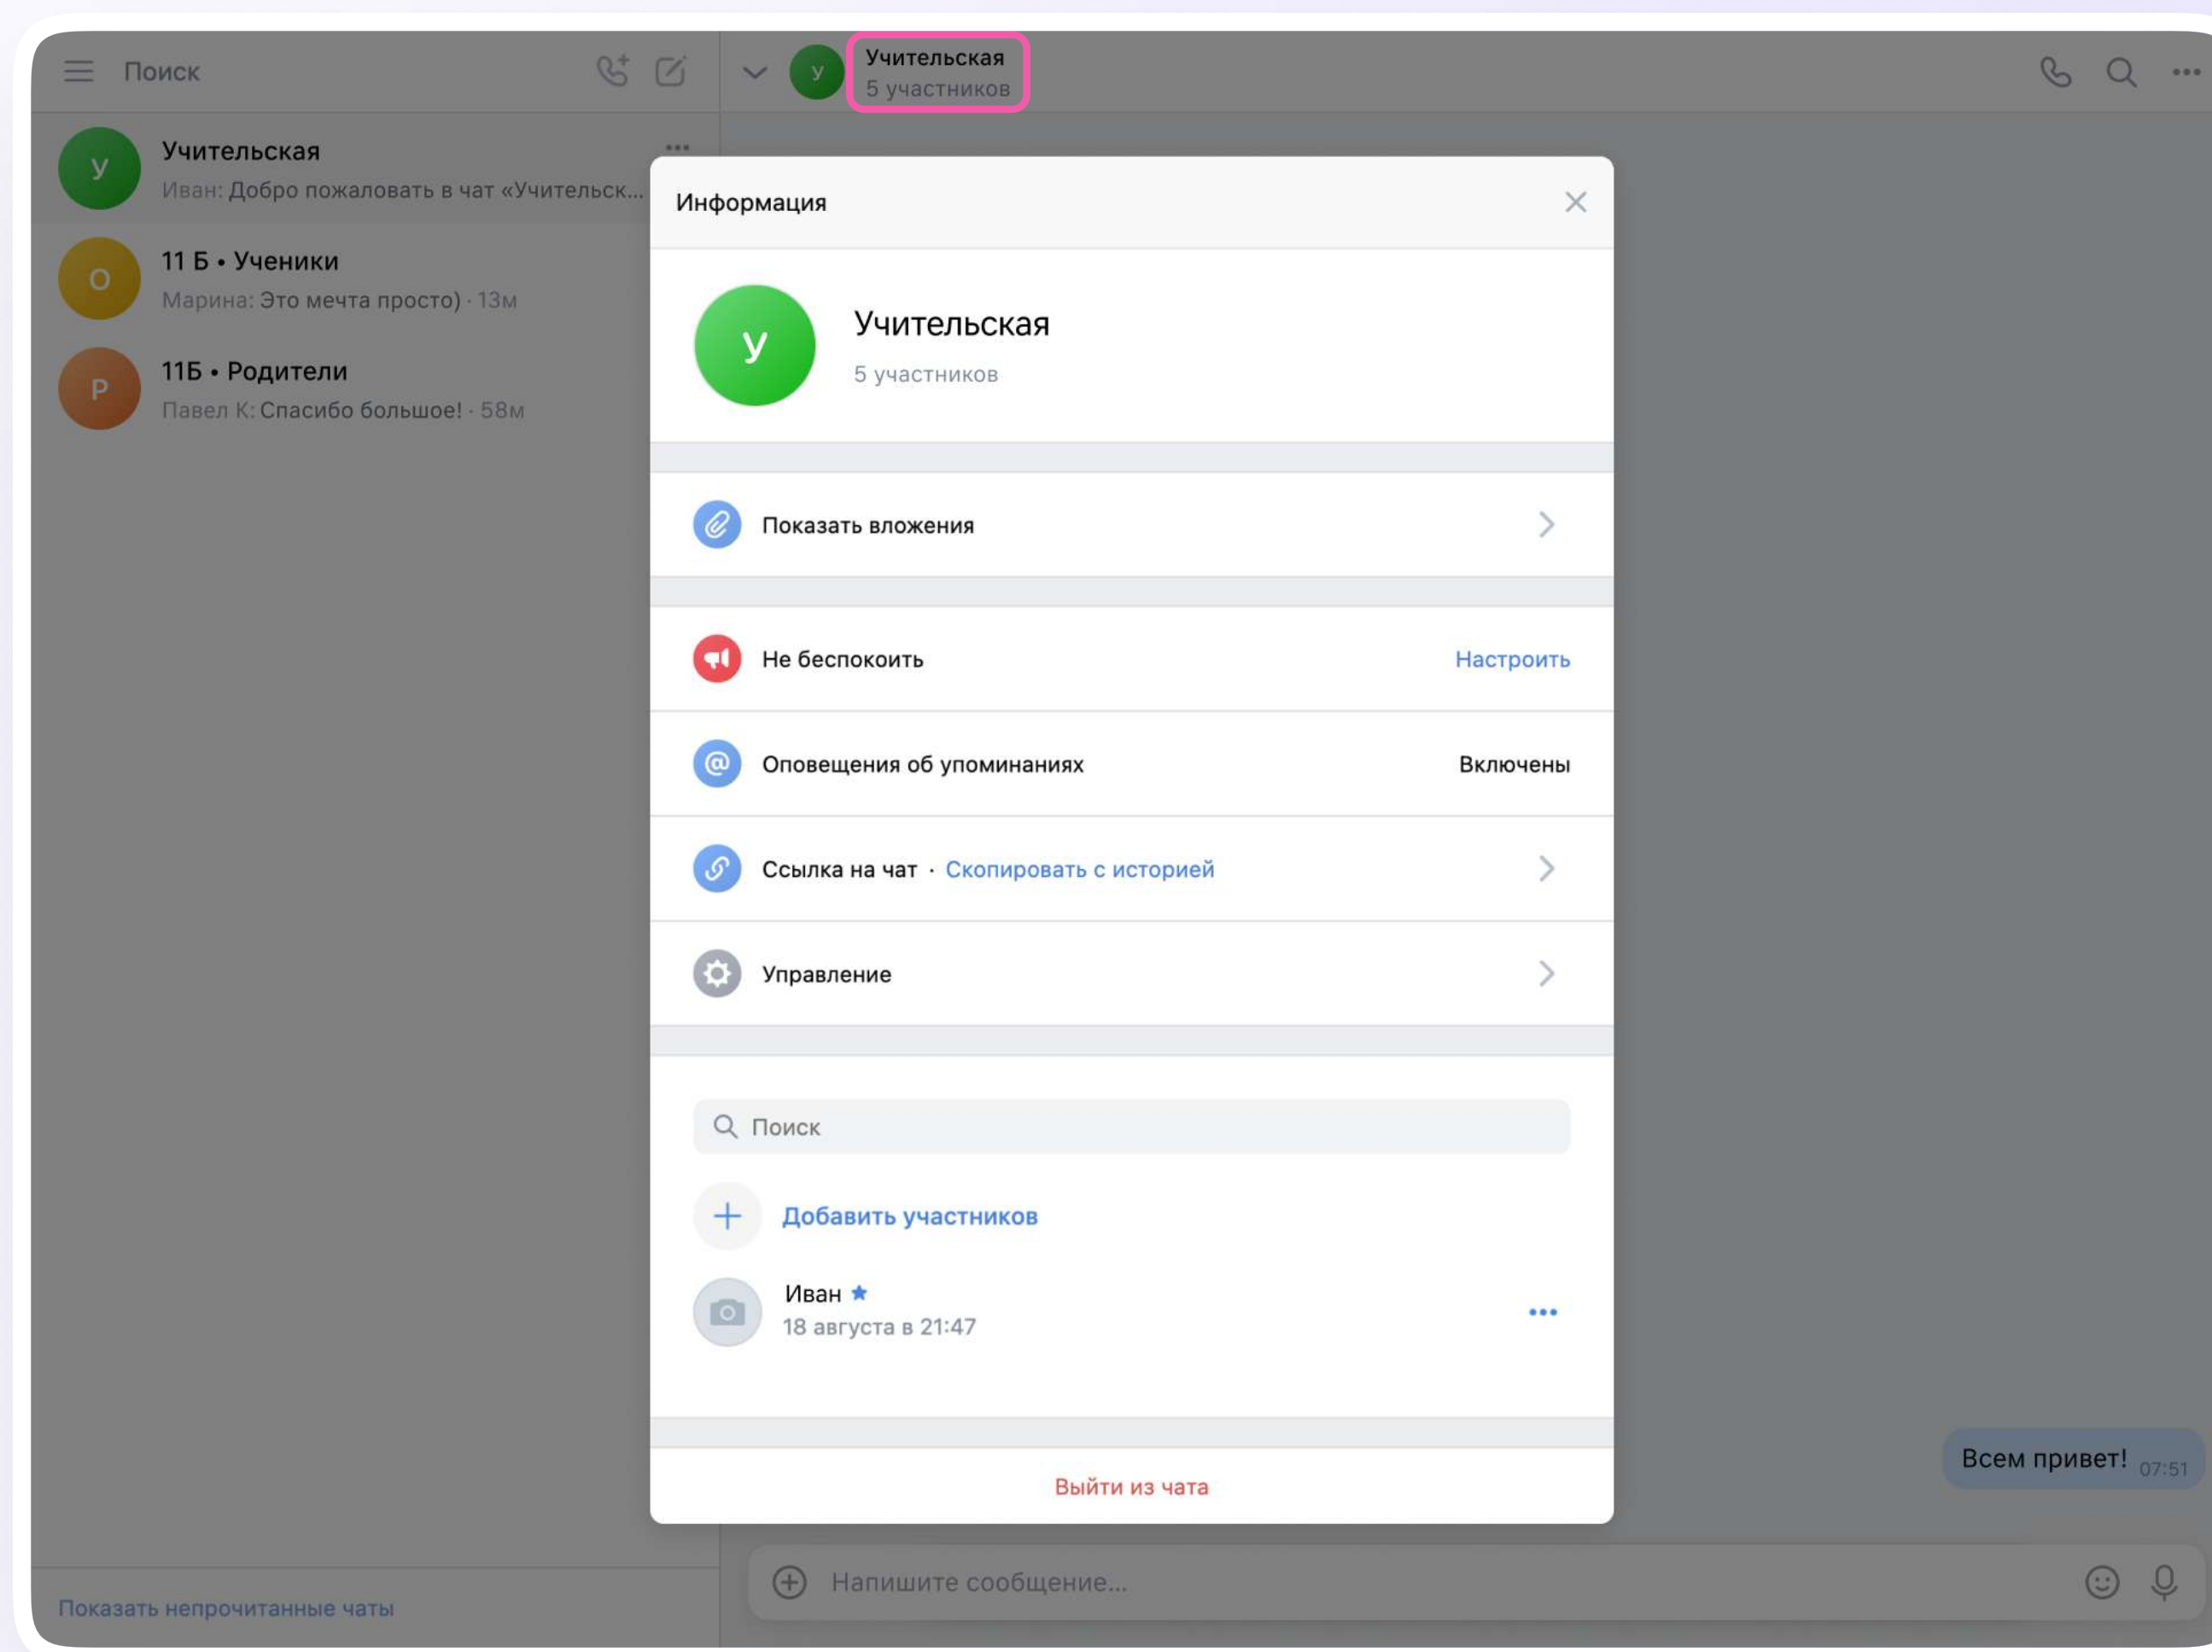 Поиск
У
Учительская
5 участников
У
Учительская
Иван: Добро пожаловать в чат «Учительск...
О
11 Б • Ученики
Марина: Это мечта просто) · 13м
Р
11Б • Родители
Павел К: Спасибо большое! · 58м
Показать непрочитанные чаты
Информация
У
Учительская
5 участников
Показать вложения
Не беспокоить
Настроить
@
Оповещения об упоминаниях
Включены
Ссылка на чат · Скопировать с историей
Управление
Поиск
Добавить участников
Иван
18 августа в 21:47
Выйти из чата
Всем привет! 07:51
Напишите сообщение...